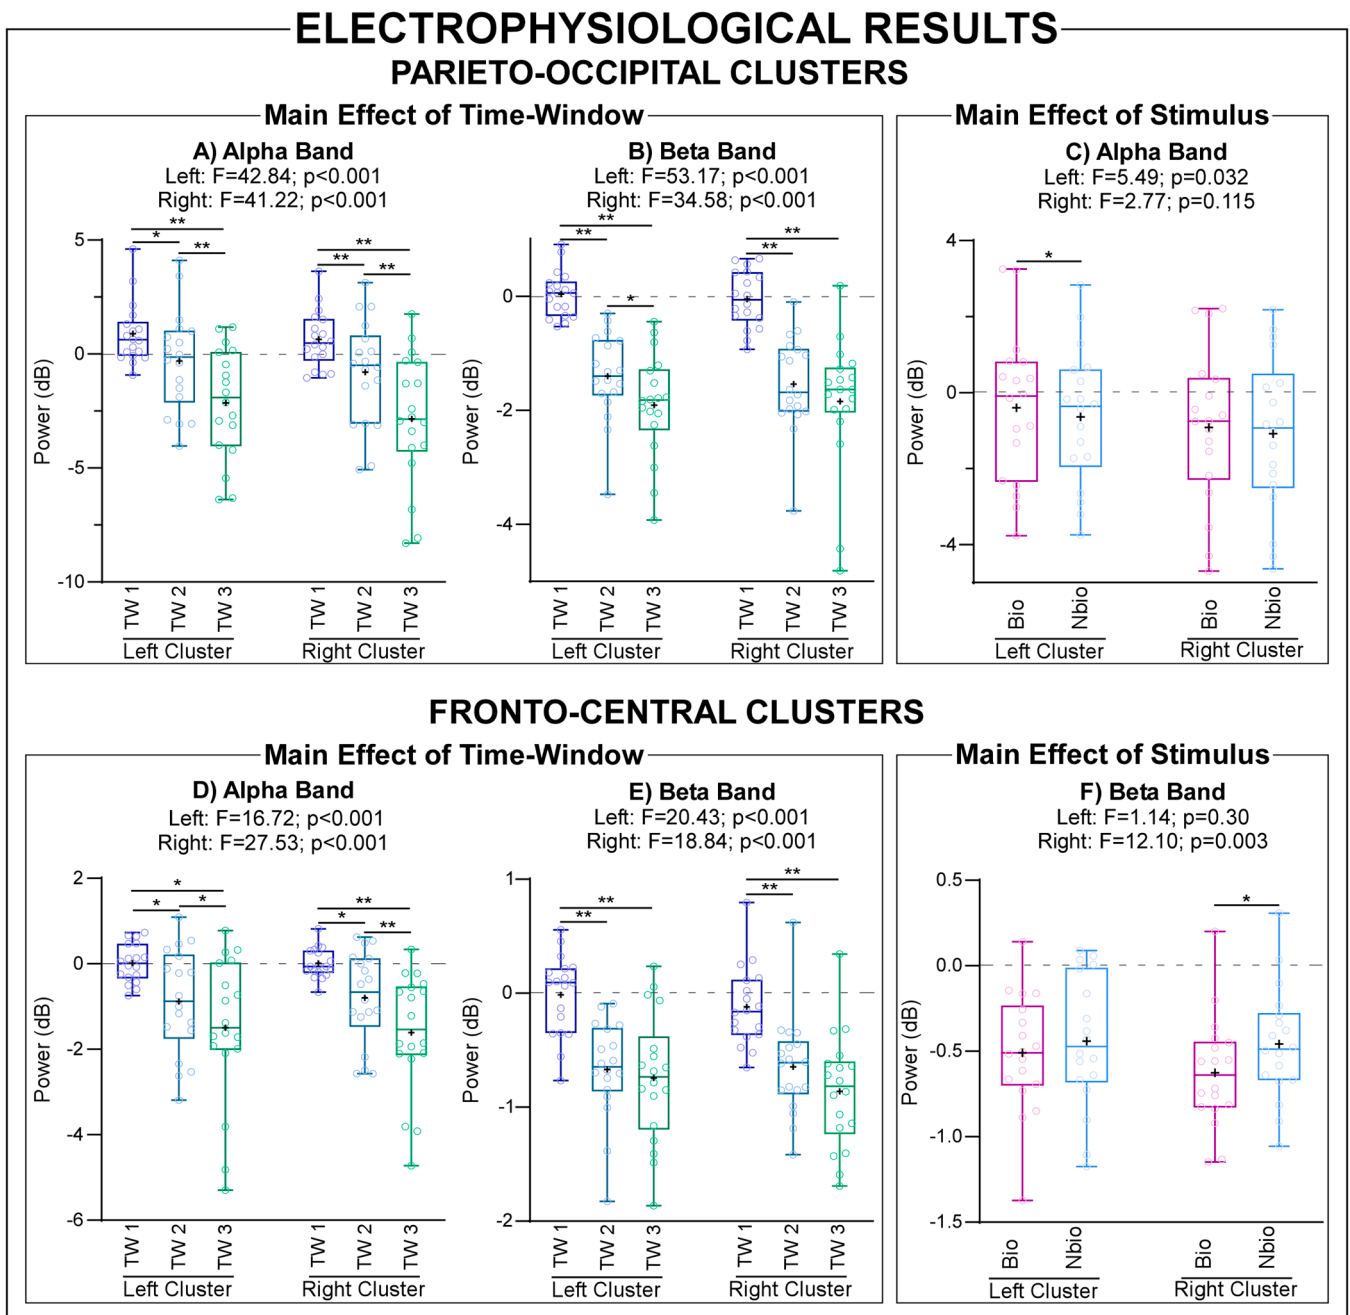 ELECTROPHYSIOLOGICAL RESULTS
PARIETO-OCCIPITAL CLUSTERS
Main Effect of Time-Window
A) Alpha Band
Left: F=42.84; p<0.001
Right: F=41.22; p<0.001
** * ** ** ** **
5
0
-5
-10
Power (dB)
TW 1 TW 2 TW 3 TW 1 TW 2 TW 3
Left Cluster Right Cluster
B) Beta Band
Left: F=53.17; p<0.001
Right: F=34.58; p<0.001
** ** * ** **
0
-2
-4
Power (dB)
TW 1 TW 2 TW 3 TW 1 TW 2 TW 3
Left Cluster Right Cluster
Main Effect of Stimulus
C) Alpha Band
Left: F=5.49; p=0.032
Right: F=2.77; p=0.115
*
4
0
-4
Power (dB)
Bio Nbio Bio Nbio
Left Cluster Right Cluster
FRONTO-CENTRAL CLUSTERS
Main Effect of Time-Window
D) Alpha Band
Left: F=16.72; p<0.001
Right: F=27.53; p<0.001
* * * ** * **
2
0
-2
-4
-6
Power (dB)
TW 1 TW 2 TW 3 TW 1 TW 2 TW 3
Left Cluster Right Cluster
E) Beta Band
Left: F=20.43; p<0.001
Right: F=18.84; p<0.001
** ** ** **
1
0
-1
-2
Power (dB)
TW 1 TW 2 TW 3 TW 1 TW 2 TW 3
Left Cluster Right Cluster
Main Effect of Stimulus
F) Beta Band
Left: F=1.14; p=0.30
Right: F=12.10; p=0.003
*
0.5
0.0
-0.5
-1.0
-1.5
Power (dB)
Bio Nbio Bio Nbio
Left Cluster Right Cluster